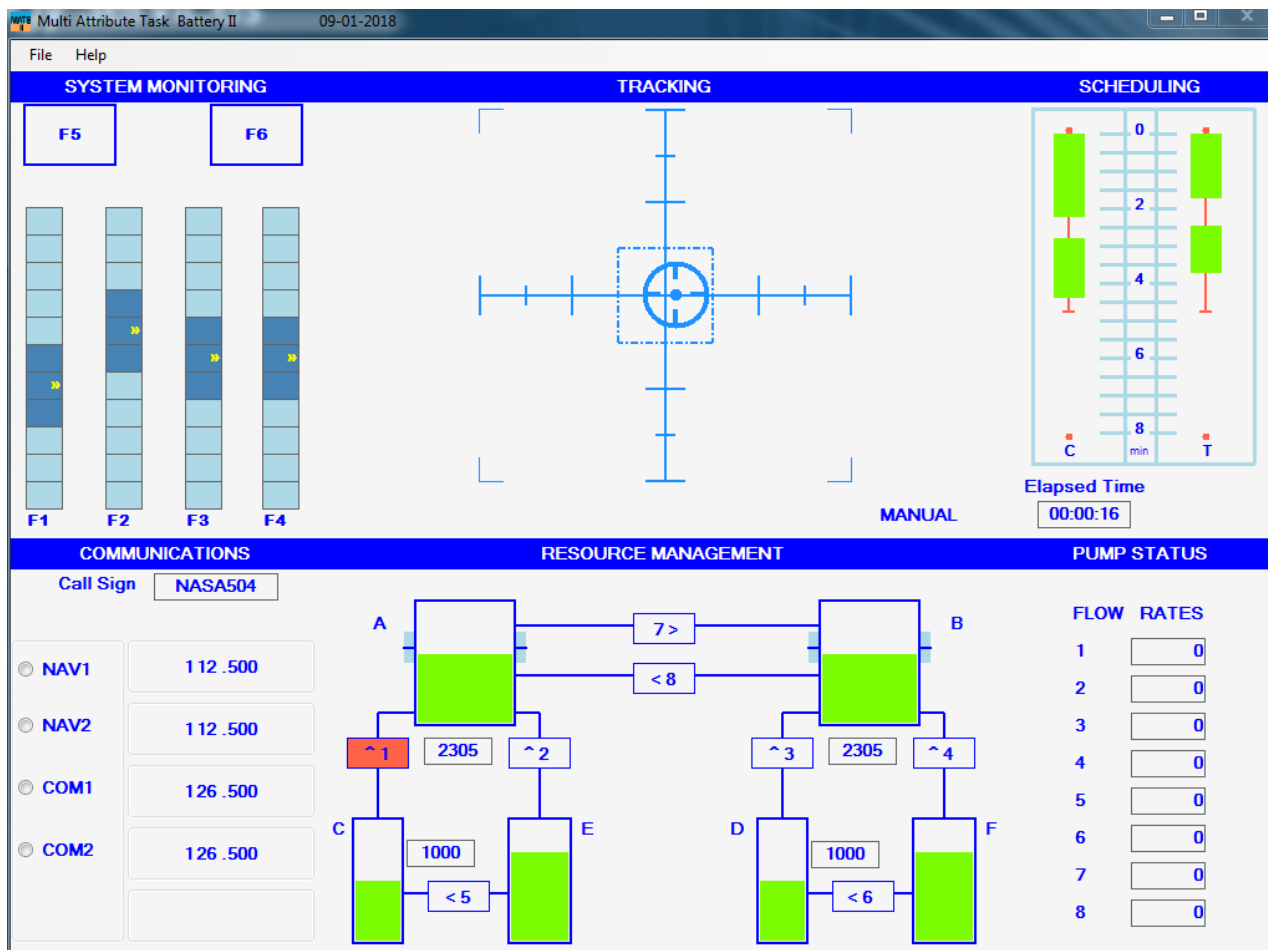 MATB II Multi Attribute Task Battery II 09-01-2018
File Help
SYSTEM MONITORING TRACKING SCHEDULING
F5 F6
0
2
4
6
8
C min T
»
»
»
»
F1 F2 F3 F4
Elapsed Time
MANUAL 00:00:16
COMMUNICATIONS RESOURCE MANAGEMENT PUMP STATUS
Call Sign NASA504
NAV1 112.500
NAV2 112.500
COM1 126.500
COM2 126.500
A 7 > B
< 8
^ 1 2305 ^ 2 ^ 3 2305 ^ 4
C E D F
1000 1000
< 5 < 6
FLOW RATES
1 0
2 0
3 0
4 0
5 0
6 0
7 0
8 0